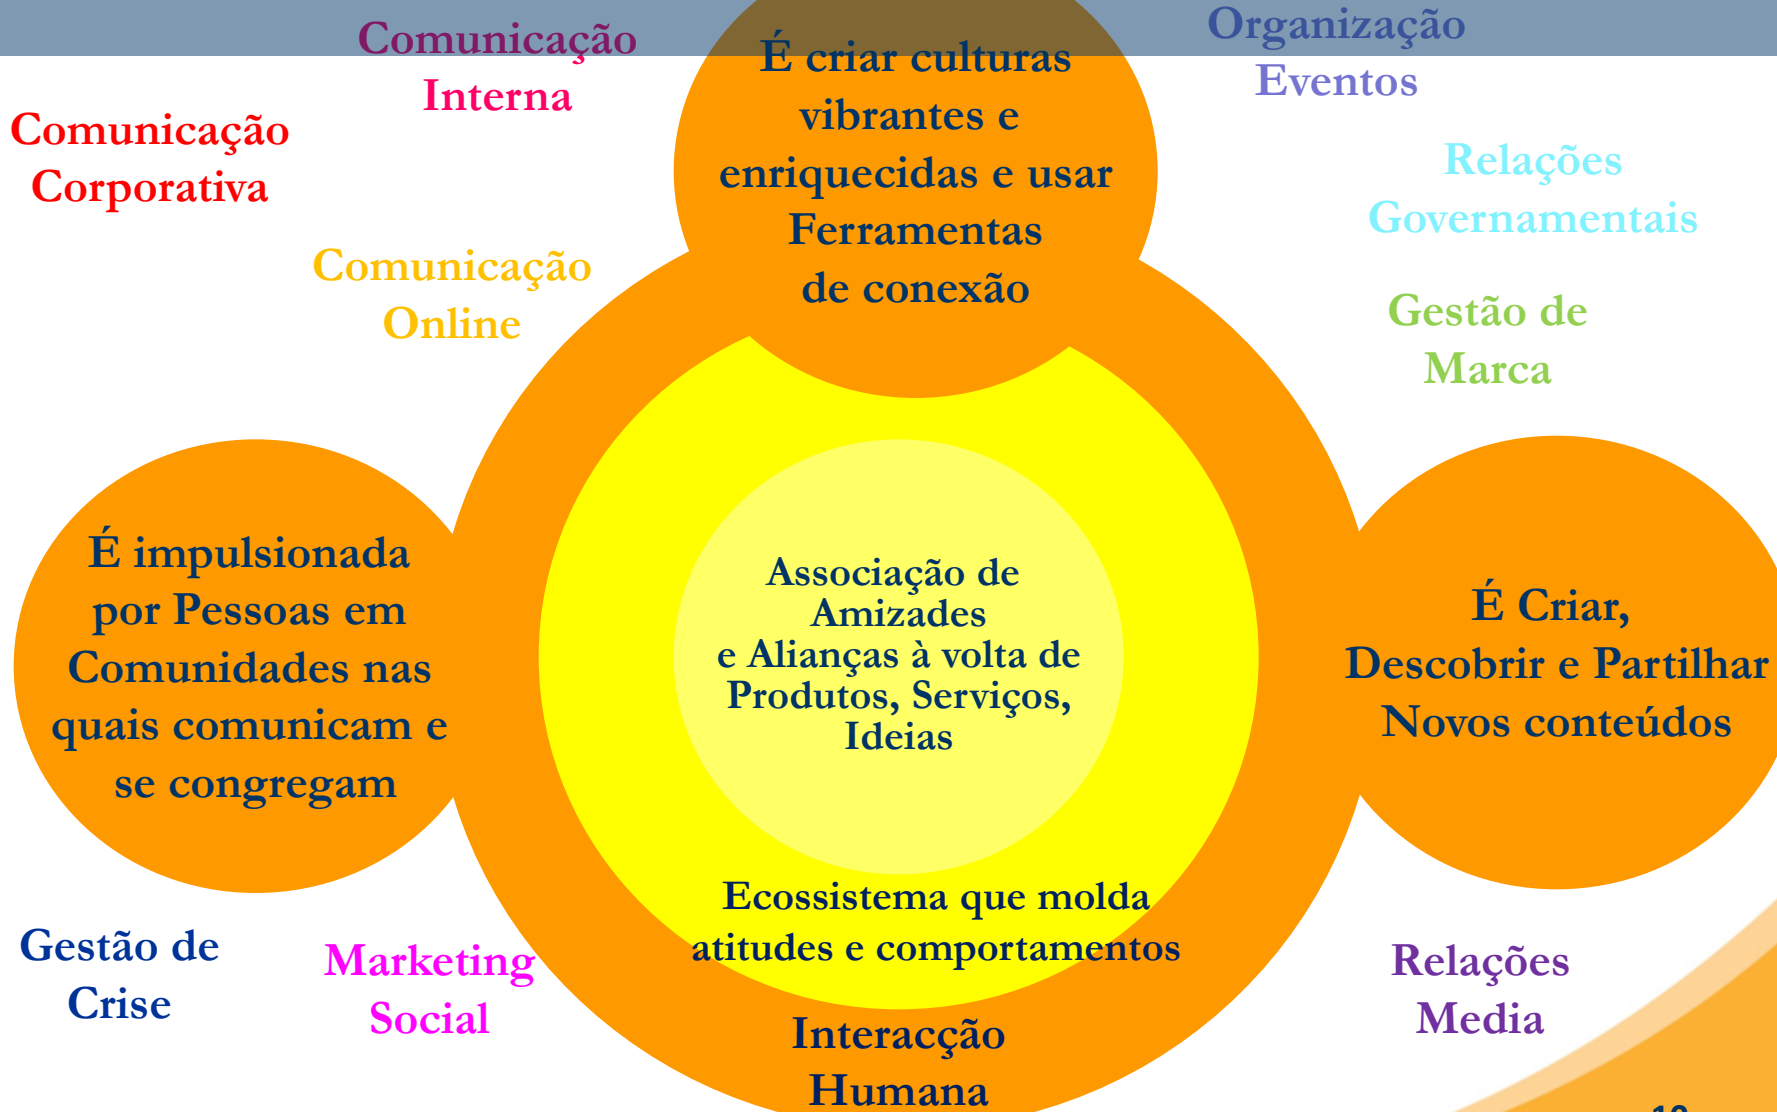 Comunicação
Interna
É criar culturas
vibrantes e
enriquecidas e usar
Ferramentas
de conexão
Organização
Eventos
Comunicação
Corporativa
Relações
Governamentais
Comunicação
Online
Gestão de
Marca
É impulsionada
por Pessoas em
Comunidades nas
quais comunicam e
se congregam
Associação de
Amizades
e Alianças à volta de
Produtos, Serviços,
Ideias
É Criar,
Descobrir e Partilhar
Novos conteúdos
Ecossistema que molda
atitudes e comportamentos
Gestão de
Crise
Marketing
Social
Relações
Media
Interacção
Humana